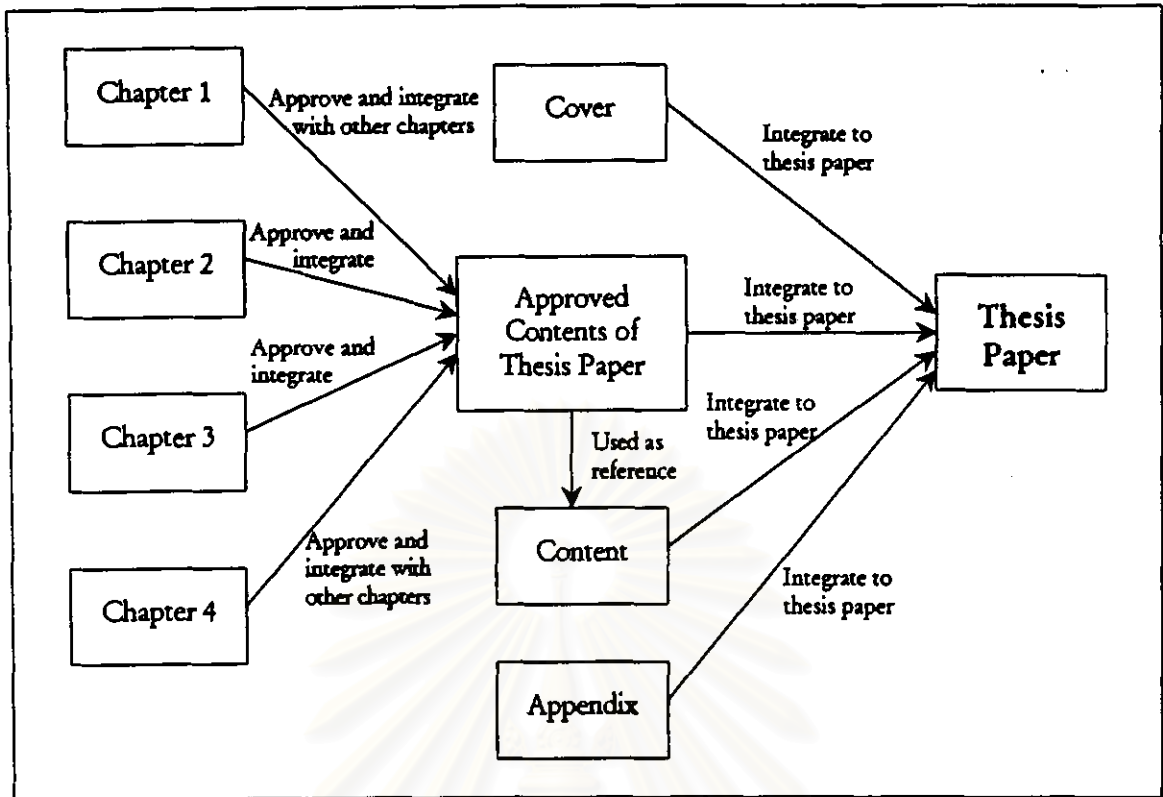 Chapter 1
Approve and integrate
with other chapters
Cover
Integrate to
thesis paper
Chapter 2
Approve and
integrate
Approved
Contents of
Thesis Paper
Integrate to
thesis paper
Thesis
Paper
Chapter 3
Approve and
integrate
Integrate to
thesis paper
Used as
reference
Content
Chapter 4
Approve and
integrate with
other chapters
Integrate to
thesis paper
Appendix